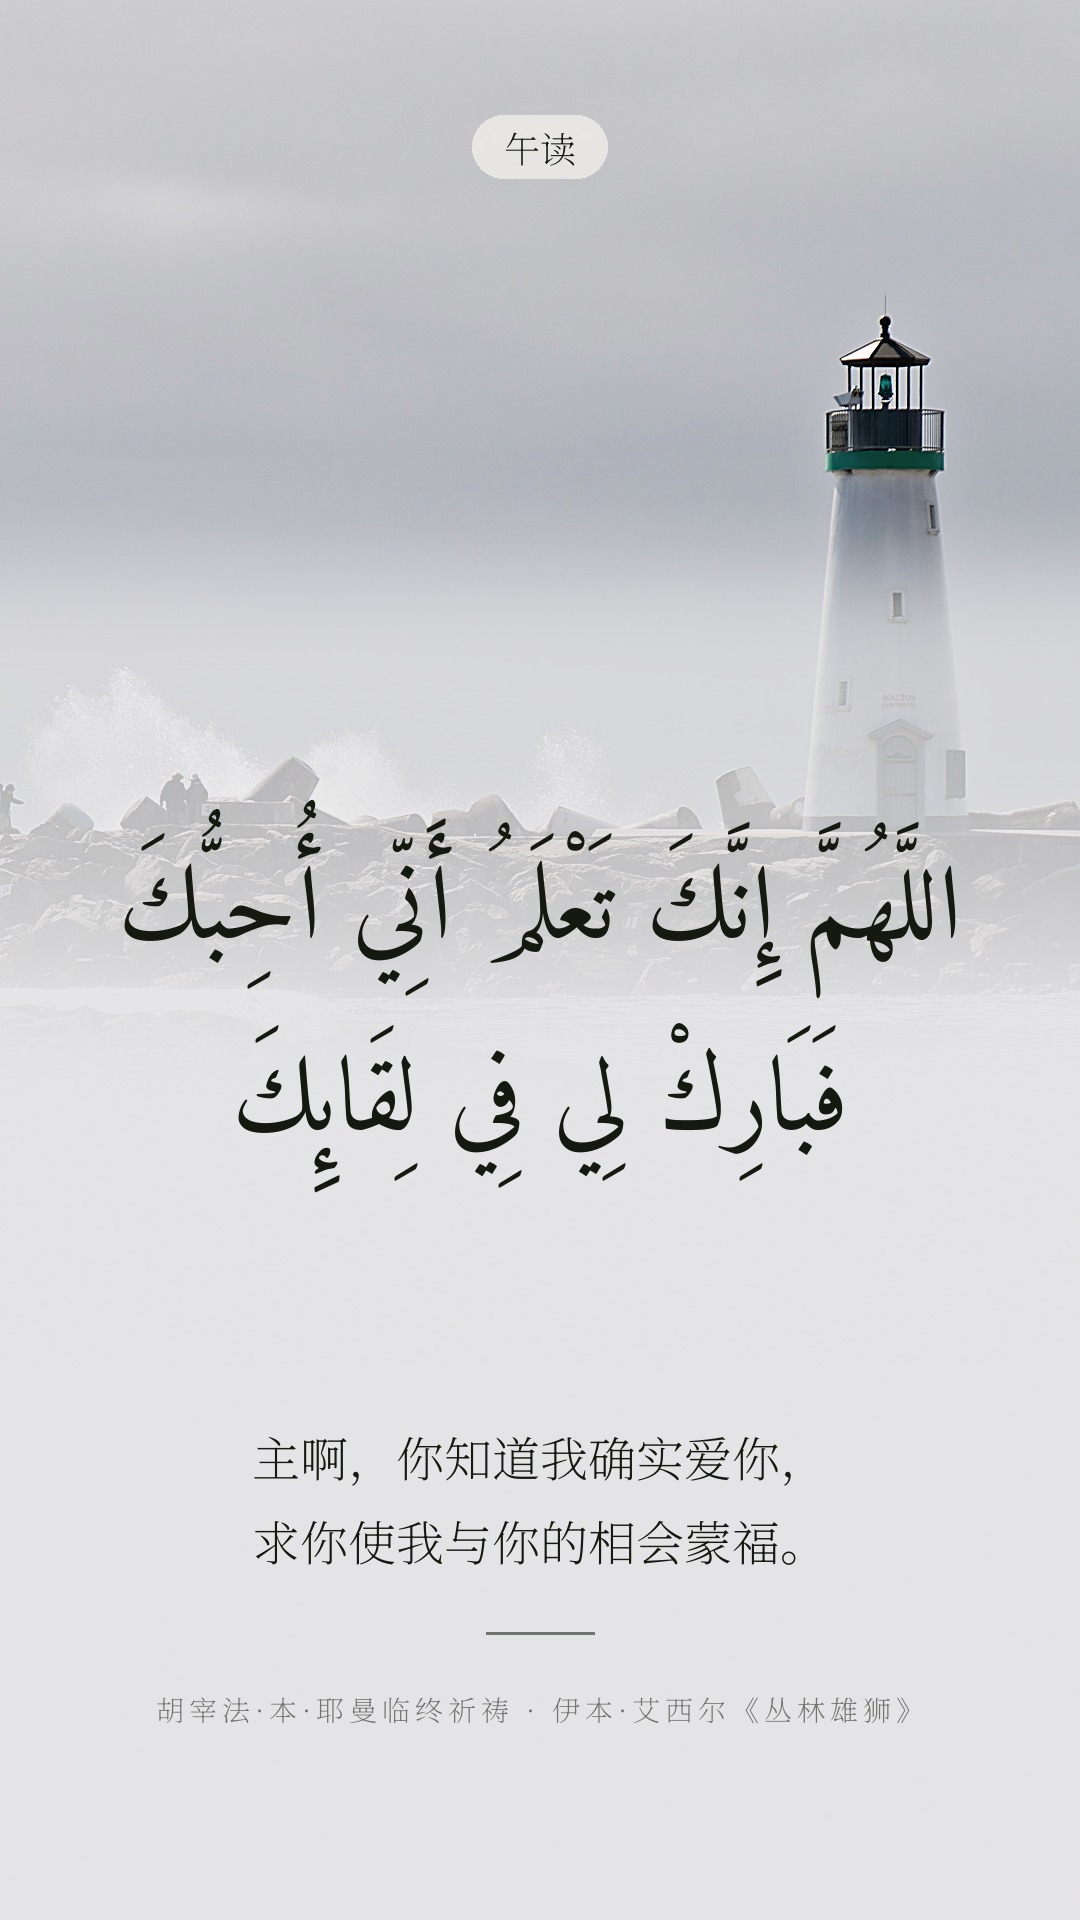 午读
اللَّهُمَّ إِنَّكَ تَعْلَمُ أَنِّي أُحِبُّكَ
فَبَارِكْ لِي فِي لِقَائِكَ
主啊，你知道我确实爱你，
求你使我与你的相会蒙福。
胡宰法·本·耶曼临终祈祷 · 伊本·艾西尔《丛林雄狮》